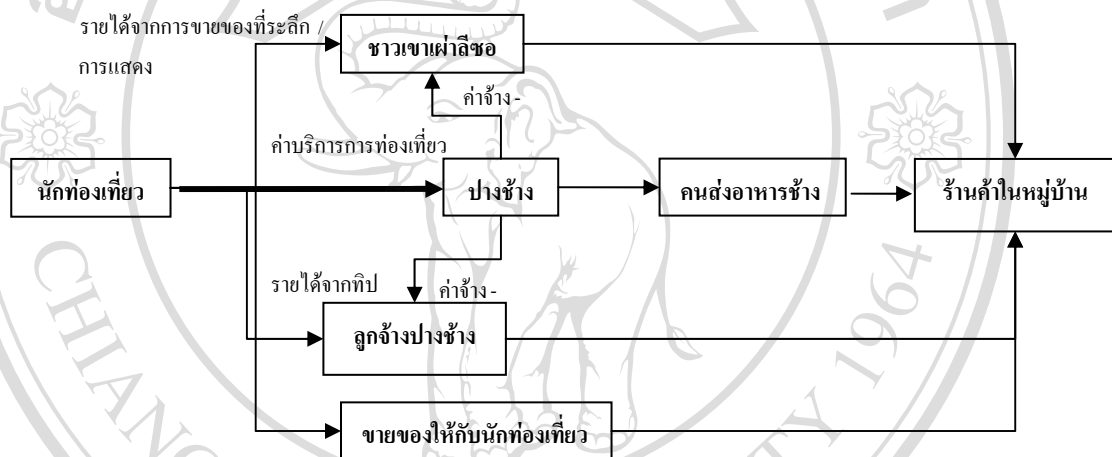 รายได้จากการขายของที่ระลึก /
การแสดง
ชาวเขาเผ่าลีซอ
ค่าจ้าง -
ค่าบริการการท่องเที่ยว
นักท่องเที่ยว
ปางช้าง
คนส่งอาหารช้าง
ร้านค้าในหมู่บ้าน
รายได้จากทิป
ค่าจ้าง -
ลูกจ้างปางช้าง
ขายของให้กับนักท่องเที่ยว
CHIANG
TY 1964